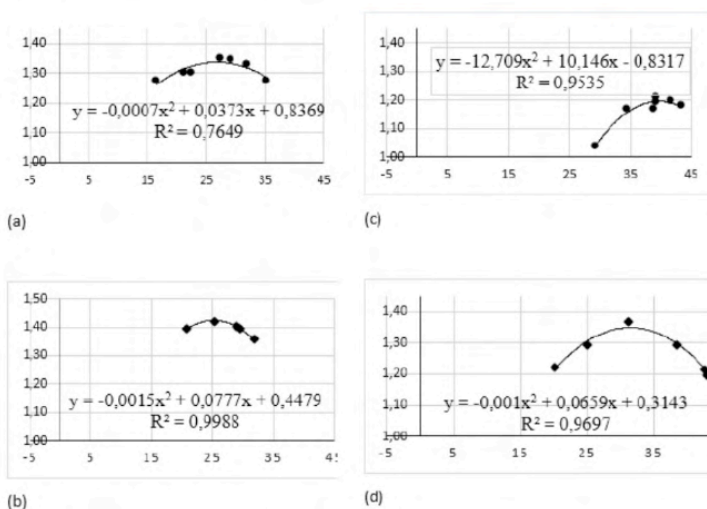 1,40
1,30
1,20
1,10
1,00
y = -0,0007x² + 0,0373x + 0,8369
R² = 0,7649
-5 5 15 25 35 45
(a)
1,40
1,30
1,20
1,10
1,00
y = -12,709x² + 10,146x - 0,8317
R² = 0,9535
-5 5 15 25 35 45
(c)
1,50
1,40
1,30
1,20
1,10
1,00
y = -0,0015x² + 0,0777x + 0,4479
R² = 0,9988
-5 5 15 25 35 45
(b)
1,40
1,30
1,20
1,10
1,00
y = -0,001x² + 0,0659x + 0,3143
R² = 0,9697
-5 5 15 25 35
(d)